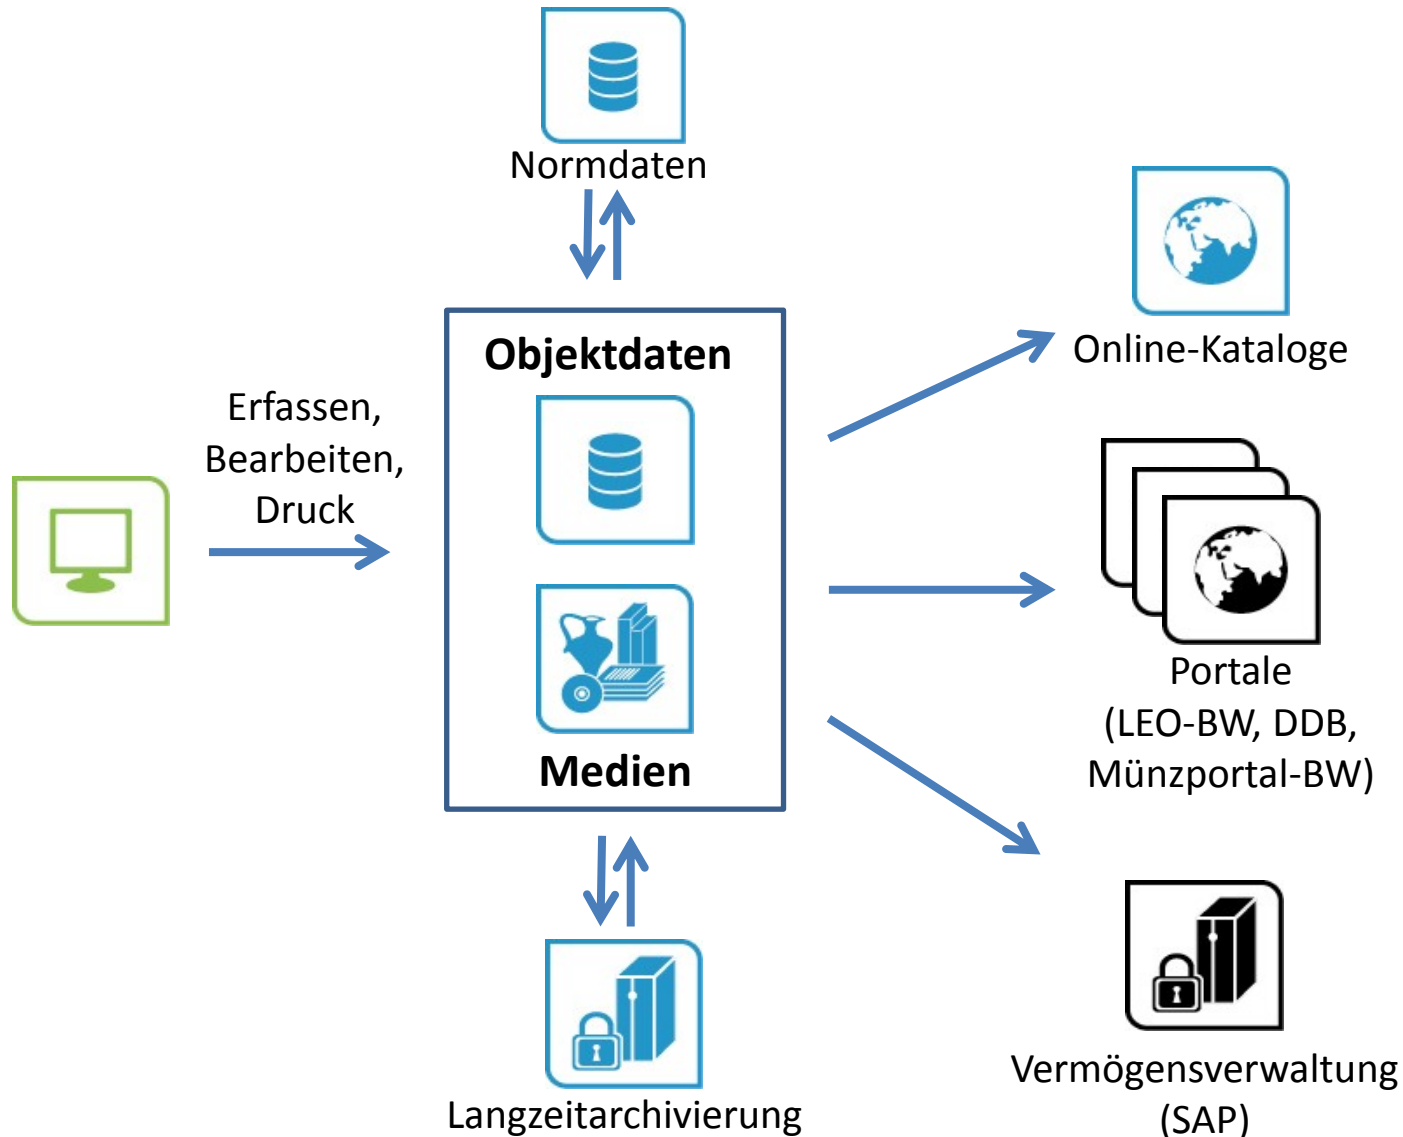 Normdaten
Objektdaten
Medien
Erfassen,
Bearbeiten,
Druck
Langzeitarchivierung
Online-Kataloge
Portale
(LEO-BW, DDB,
Münzportal-BW)
Vermögensverwaltung
(SAP)